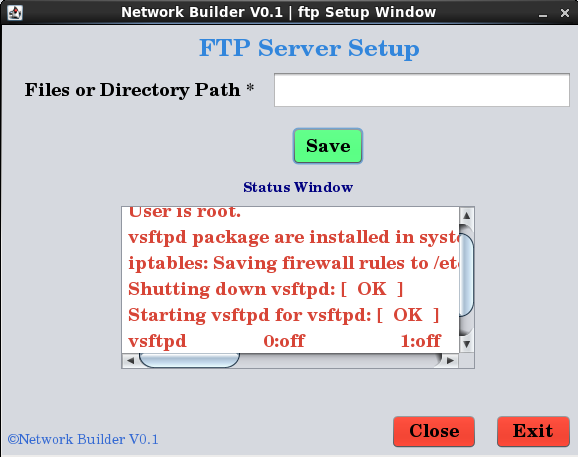 Network Builder V0.1 | ftp Setup Window
FTP Server Setup
Files or Directory Path *
Save
Status Window
User is root.
vsftpd package are installed in
iptables: Saving firewall rules to
Shutting down vsftpd: [ OK ]
Starting vsftpd for vsftpd: [ OK ]
vsftpd 0:off 1:off
Close Exit
©Network Builder V0.1